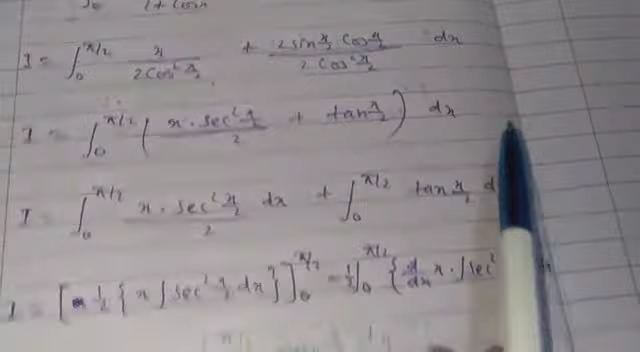 1 + cosx
I = ∫₀^π/2 x / 2cos² x/2 + 2sin x/2 cos x/2 / 2cos² x/2 dx
I = ∫₀^π/2 ( x · sec² x/2 / 2 + tan x/2 ) dx
I = ∫₀^π/2 x · sec² x/2 / 2 dx + ∫₀^π/2 tan x/2 d
I = [ 1/2 { x ∫ sec² x/2 dx } ]₀^π/2 - 1/2 ∫₀^π/2 { d/dx x · ∫ sec²